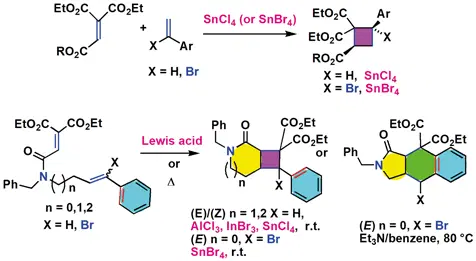 EtO2C CO2Et
RO2C
+
X Ar
X = H, Br
SnCl4 (or SnBr4)
EtO2C Ar
EtO2C X
RO2C
X = H, SnCl4
X = Br, SnBr4
EtO2C CO2Et
O
N
Ph
( )n
X
n = 0,1,2
X = H, Br
Lewis acid
or
Δ
Ph O CO2Et
CO2Et
N
( )n
X
or
(E)/(Z) n = 1,2 X = H,
AlCl3, InBr3, SnCl4, r.t.
(E) n = 0, X = Br
SnBr4, r.t.
EtO2C CO2Et
O
Ph N
X
(E) n = 0, X = Br
Et3N/benzene, 80 °C